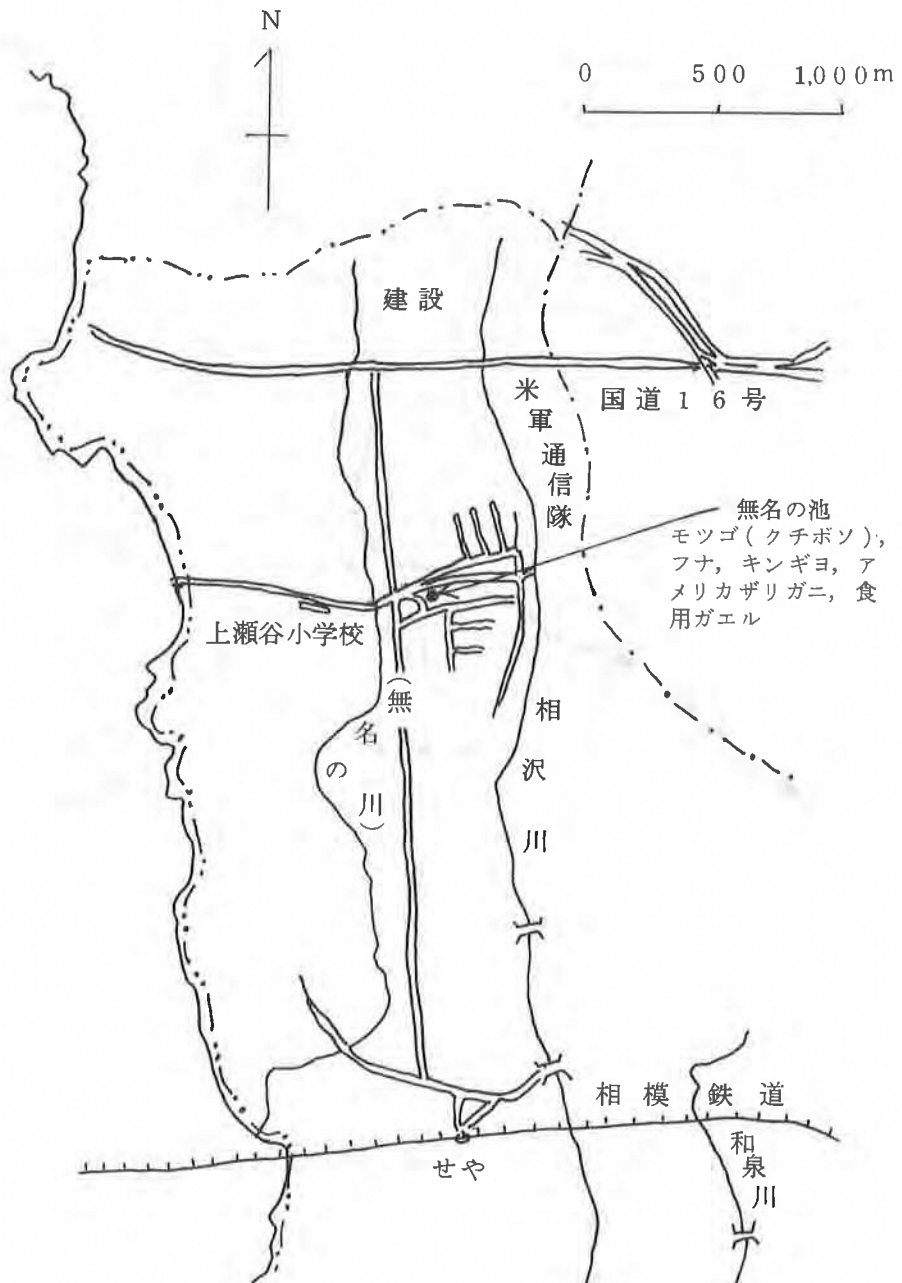 N
0 500 1,000m
建設
国道16号
米軍通信隊
無名の池
モツゴ(クチボソ),
フナ,キンギヨ,ア
メリカザリガニ,食
用ガエル
上瀬谷小学校
(無名の川)
相沢川
相模鉄道
せや
和泉川